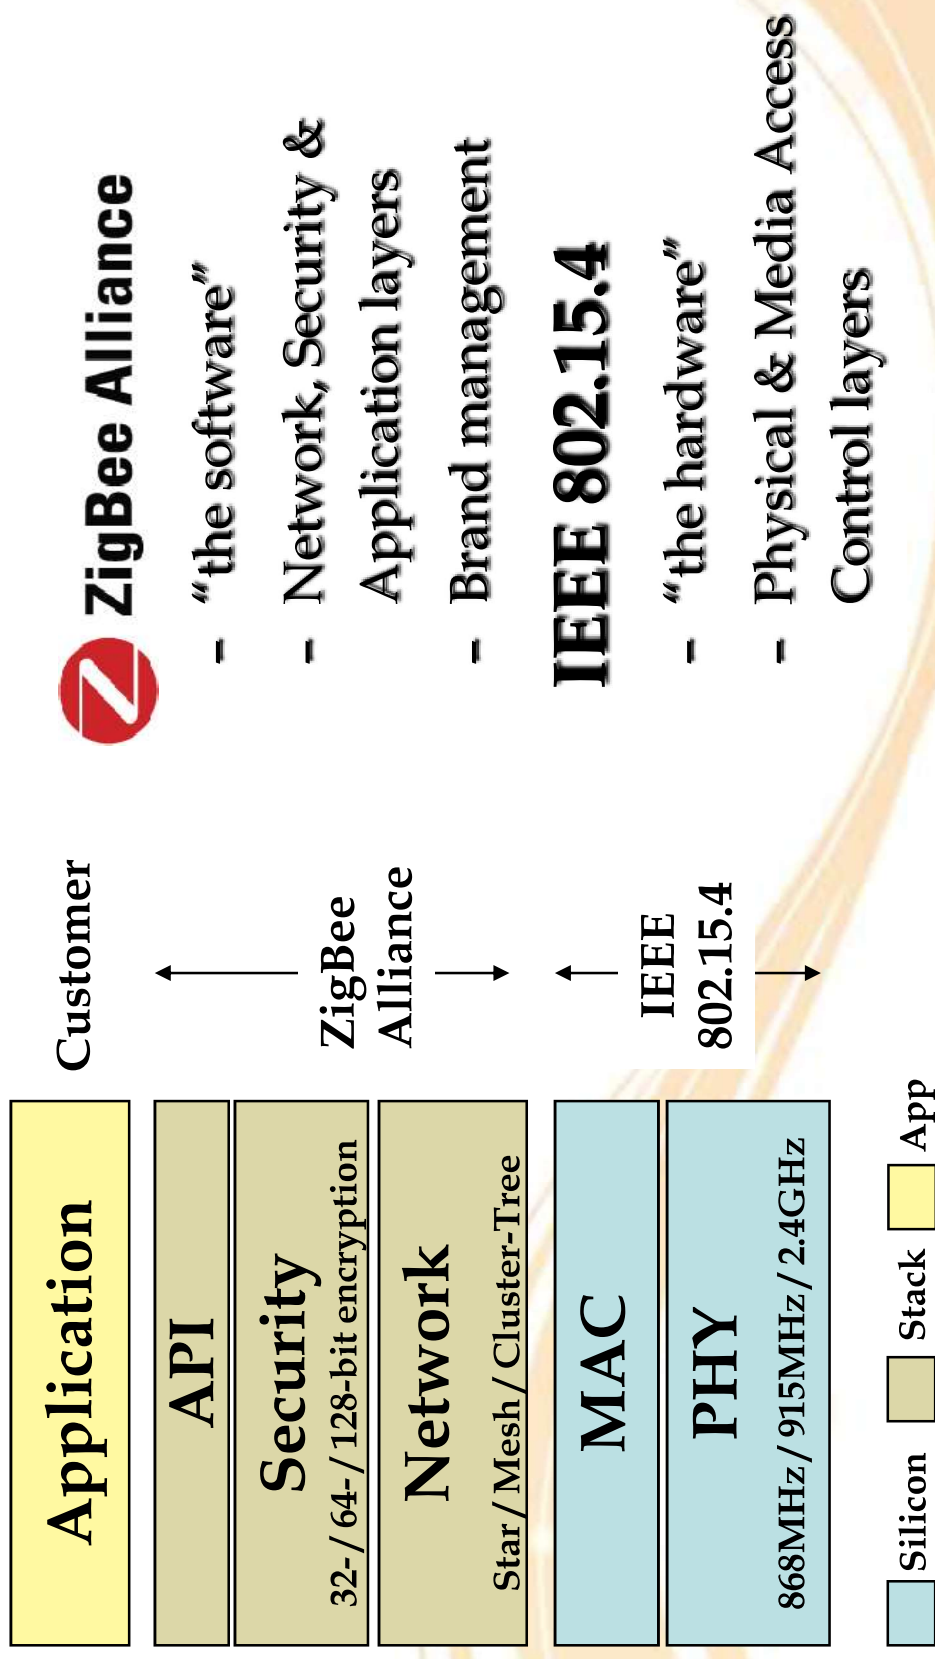 Application
API
Security
32- / 64- / 128-bit encryption
Network
Star / Mesh / Cluster-Tree
MAC
PHY
868MHz / 915MHz / 2.4GHz
Silicon
Stack
App
Customer
ZigBee
Alliance
IEEE
802.15.4
ZigBee Alliance
– “the software”
– Network, Security &
Application layers
– Brand management
IEEE 802.15.4
– “the hardware”
– Physical & Media Access
Control layers